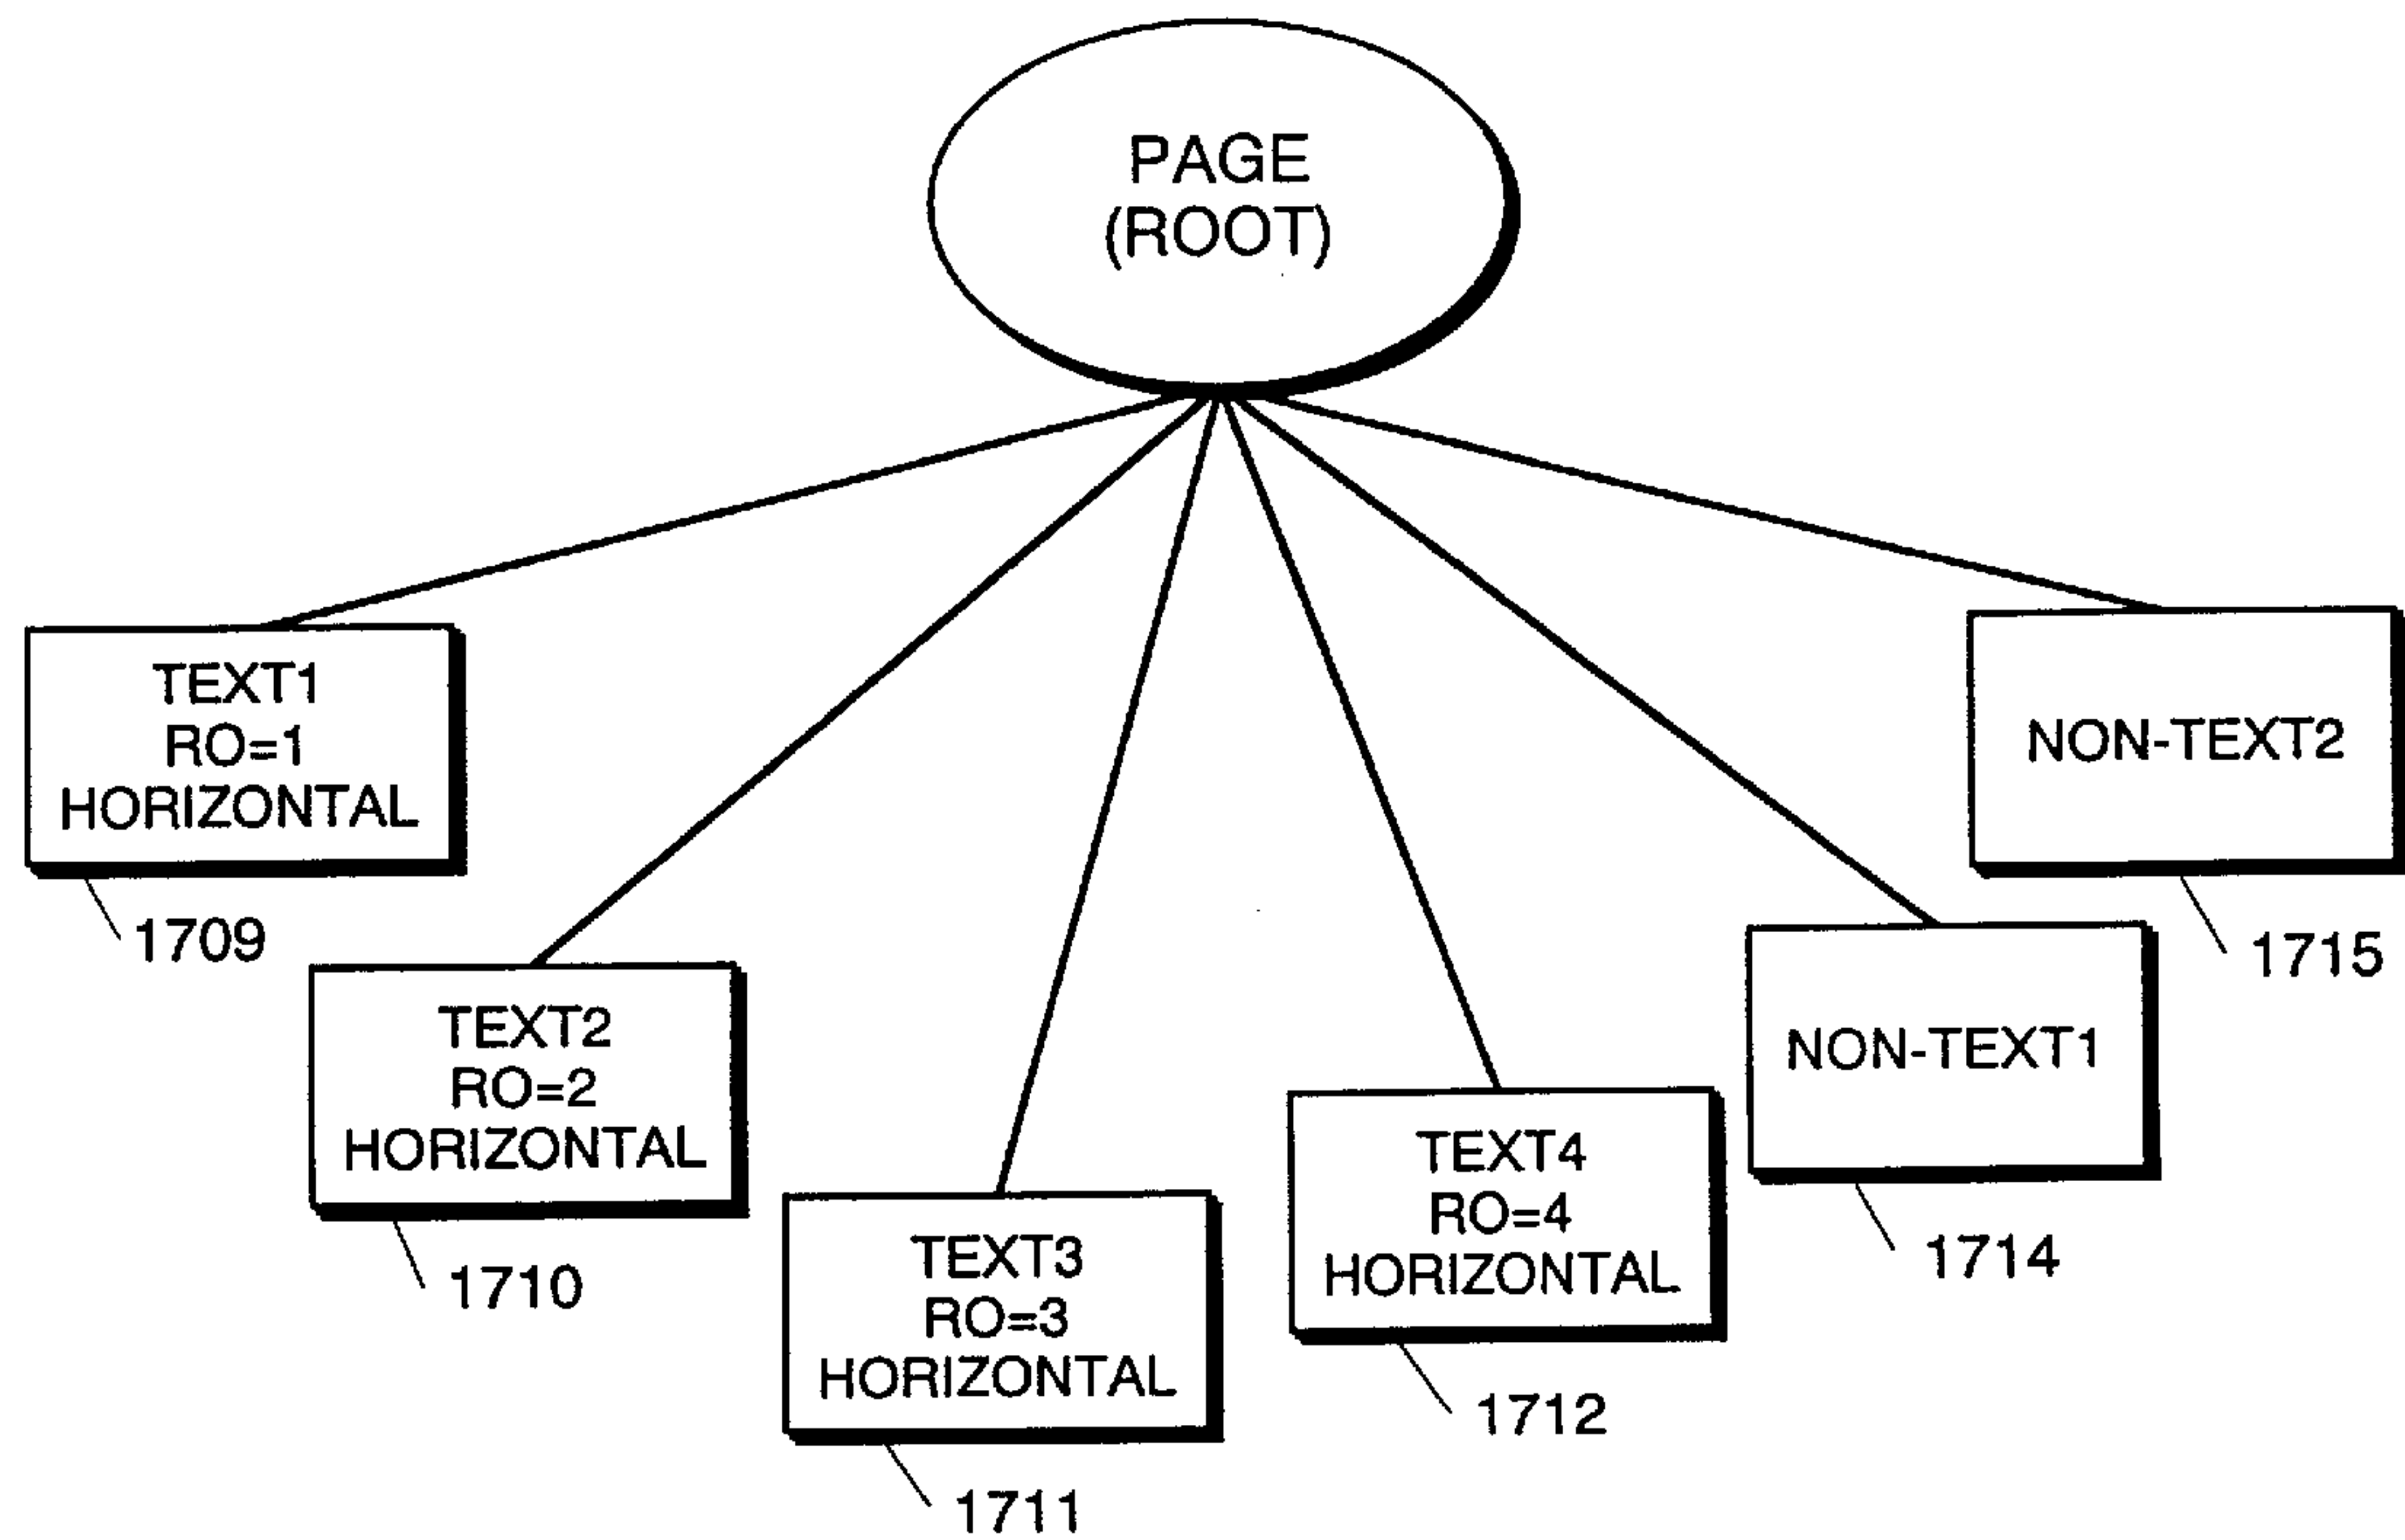 PAGE
(ROOT)
TEXT1
RO=1
HORIZONTAL
1709
TEXT2
RO=2
HORIZONTAL
1710
TEXT3
RO=3
HORIZONTAL
1711
TEXT4
RO=4
HORIZONTAL
1712
NON-TEXT1
1714
NON-TEXT2
1715